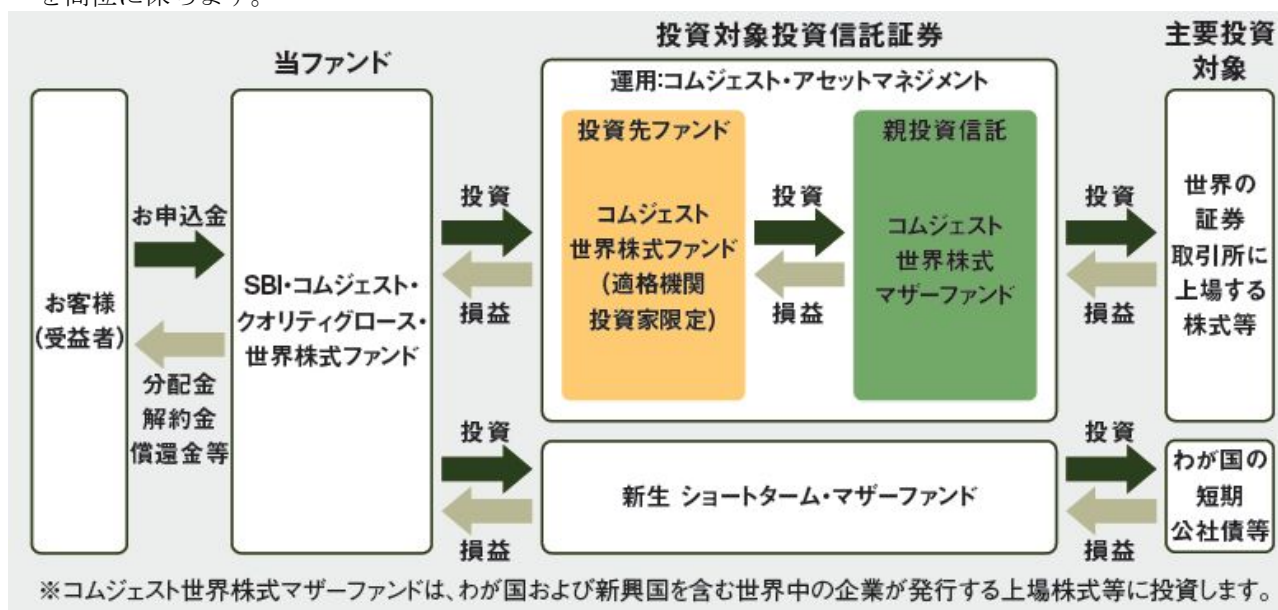 を高位に保ちます。
投資対象投資信託証券
主要投資
対象
当ファンド
運用:コムジェスト・アセットマネジメント
投資先ファンド
親投資信託
お申込金
お客様
(受益者)
分配金
解約金
償還金等
SBI・コムジェスト・
クオリティグロース・
世界株式ファンド
投資
損益
コムジェスト
世界株式ファンド
(適格機関
投資家限定)
投資
損益
コムジェスト
世界株式
マザーファンド
投資
損益
世界の
証券
取引所に
上場する
株式等
投資
損益
新生 ショートターム・マザーファンド
投資
損益
わが国の
短期
公社債等
※コムジェスト世界株式マザーファンドは、わが国および新興国を含む世界中の企業が発行する上場株式等に投資します。